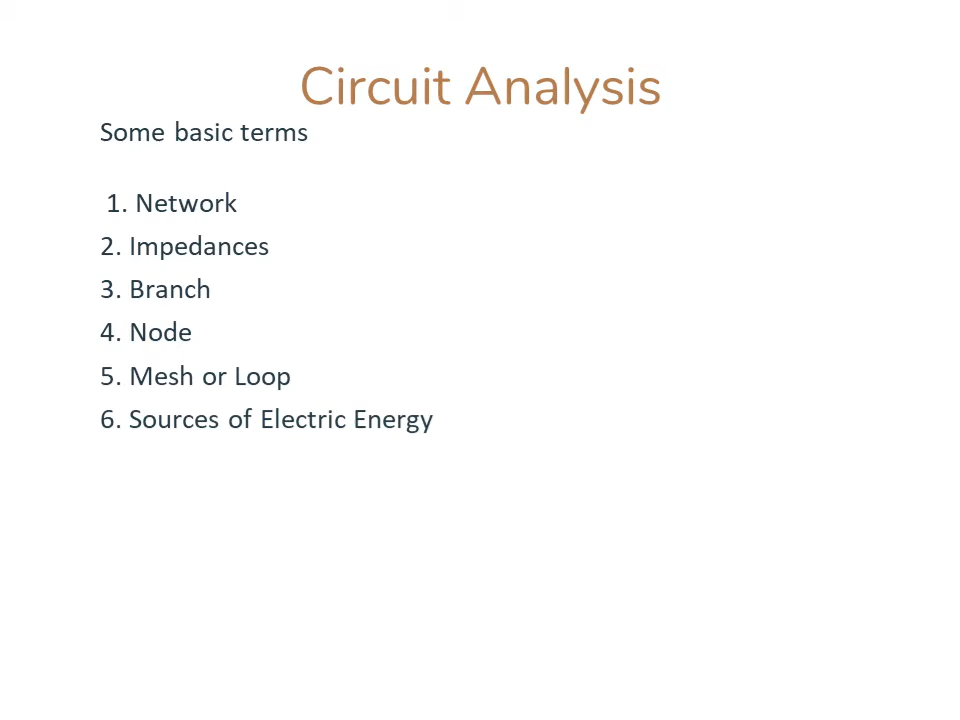 Circuit Analysis
Some basic terms
1. Network
2. Impedances
3. Branch
4. Node
5. Mesh or Loop
6. Sources of Electric Energy